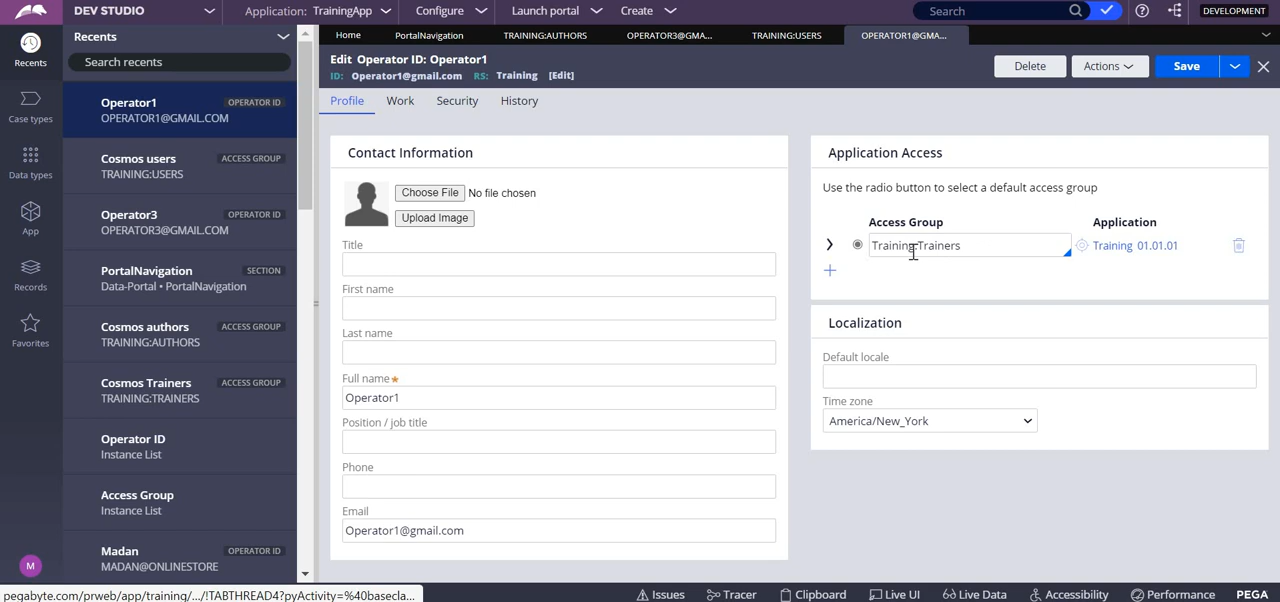 DEV STUDIO
Application: TrainingApp
Configure
Launch portal
Create
Search
DEVELOPMENT
Recents
Search recents
Home
PortalNavigation
TRAINING:AUTHORS
OPERATOR3@GMA...
TRAINING:USERS
OPERATOR1@GMA...
Recents
Case types
Data types
App
Records
Favorites
M
Operator1
OPERATOR ID
OPERATOR1@GMAIL.COM
Cosmos users
ACCESS GROUP
TRAINING:USERS
Operator3
OPERATOR ID
OPERATOR3@GMAIL.COM
PortalNavigation
SECTION
Data-Portal • PortalNavigation
Cosmos authors
ACCESS GROUP
TRAINING:AUTHORS
Cosmos Trainers
ACCESS GROUP
TRAINING:TRAINERS
Operator ID
Instance List
Access Group
Instance List
Madan
OPERATOR ID
MADAN@ONLINESTORE
Edit Operator ID: Operator1
ID: Operator1@gmail.com RS: Training [Edit]
Delete
Actions
Save
Profile
Work
Security
History
Contact Information
Choose File No file chosen
Upload Image
Title
First name
Last name
Full name★
Operator1
Position / job title
Phone
Email
Operator1@gmail.com
Application Access
Use the radio button to select a default access group
Access Group
Application
Training:Trainers
Training 01.01.01
Localization
Default locale
Time zone
America/New_York
pegabyte.com/prweb/app/training/.../!TABTHREAD4?pyActivity=%40basecla...
Issues
Tracer
Clipboard
Live UI
Live Data
Accessibility
Performance
PEGA